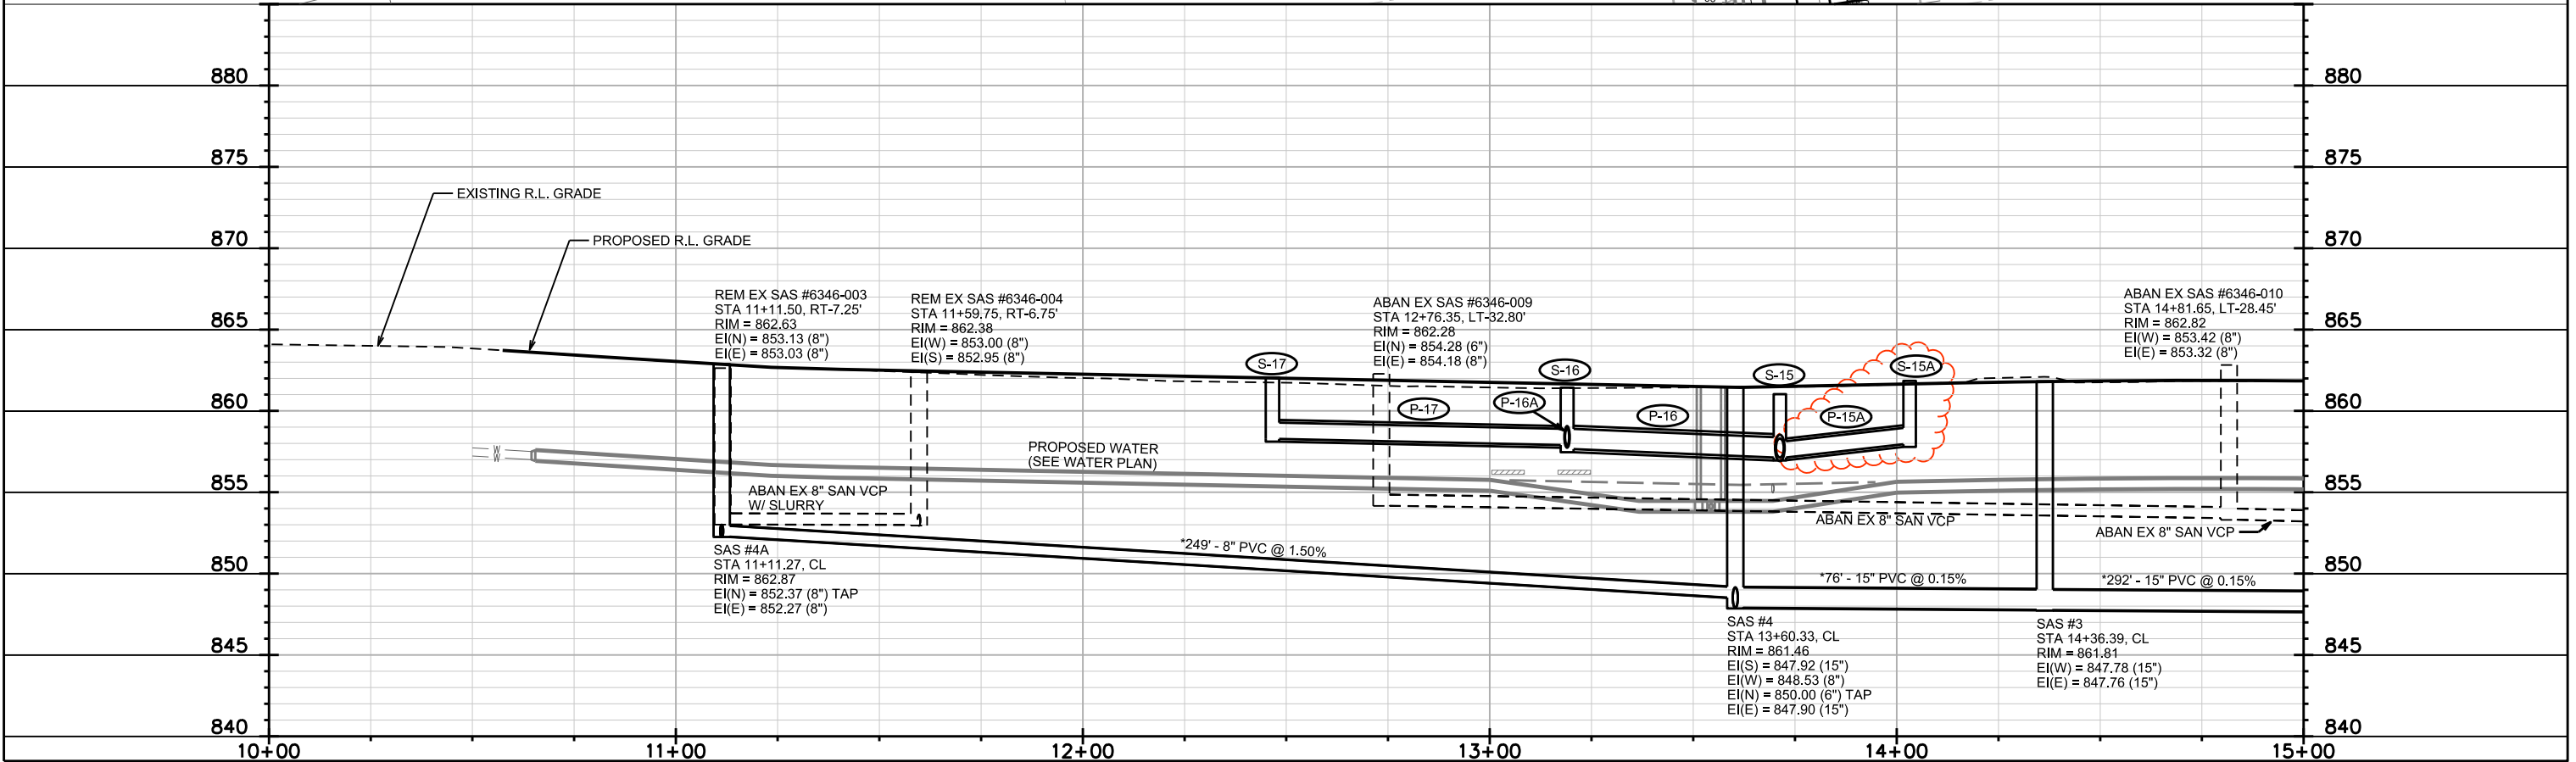 880
880
875
875
EXISTING R.L. GRADE
870
PROPOSED R.L. GRADE
870
REM EX SAS #6346-003
STA 11+11.50, RT-7.25'
RIM = 862.63
EI(N) = 853.13 (8")
EI(E) = 853.03 (8")
REM EX SAS #6346-004
STA 11+59.75, RT-6.75'
RIM = 862.38
EI(W) = 853.00 (8")
EI(S) = 852.95 (8")
ABAN EX SAS #6346-009
STA 12+76.35, LT-32.80'
RIM = 862.28
EI(N) = 854.28 (6")
EI(E) = 854.18 (8")
ABAN EX SAS #6346-010
STA 14+81.65, LT-28.45'
RIM = 862.82
EI(W) = 853.42 (8")
EI(E) = 853.32 (8")
865
865
S-17
S-16
S-15
S-15A
860
P-17
P-16A
P-16
P-15A
860
W
W
PROPOSED WATER
(SEE WATER PLAN)
855
855
ABAN EX 8" SAN VCP
W/ SLURRY
ABAN EX 8" SAN VCP
ABAN EX 8" SAN VCP
850
*249' - 8" PVC @ 1.50%
*76' - 15" PVC @ 0.15%
*292' - 15" PVC @ 0.15%
850
SAS #4A
STA 11+11.27, CL
RIM = 862.87
EI(N) = 852.37 (8") TAP
EI(E) = 852.27 (8")
SAS #4
STA 13+60.33, CL
RIM = 861.46
EI(S) = 847.92 (15")
EI(W) = 848.53 (8")
EI(N) = 850.00 (6") TAP
EI(E) = 847.90 (15")
SAS #3
STA 14+36.39, CL
RIM = 861.81
EI(W) = 847.78 (15")
EI(E) = 847.76 (15")
845
845
840
840
10+00
11+00
12+00
13+00
14+00
15+00